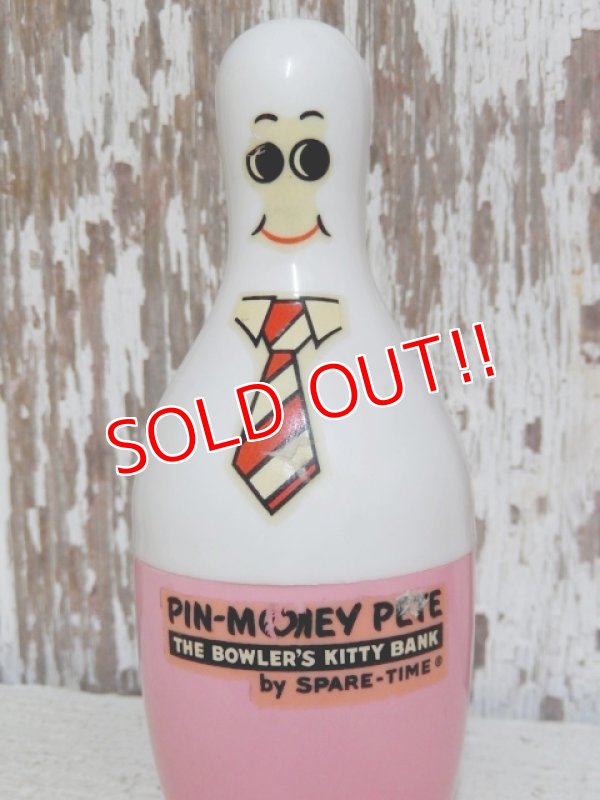 SOLD OUT!!
PIN-MONEY PETE
THE BOWLER'S KITTY BANK
by SPARE-TIME®